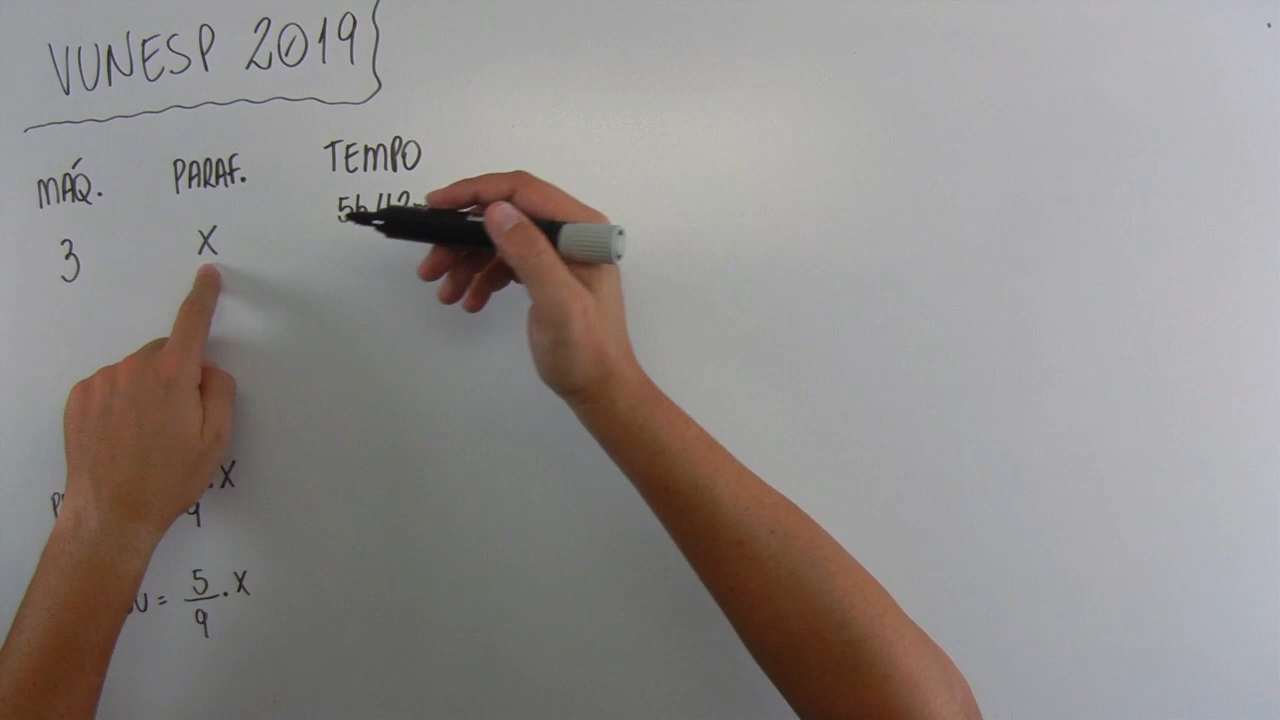 VUNESP 2019
MÁQ. PARAF. TEMPO
3 X
.X
9
= 5/9 . X